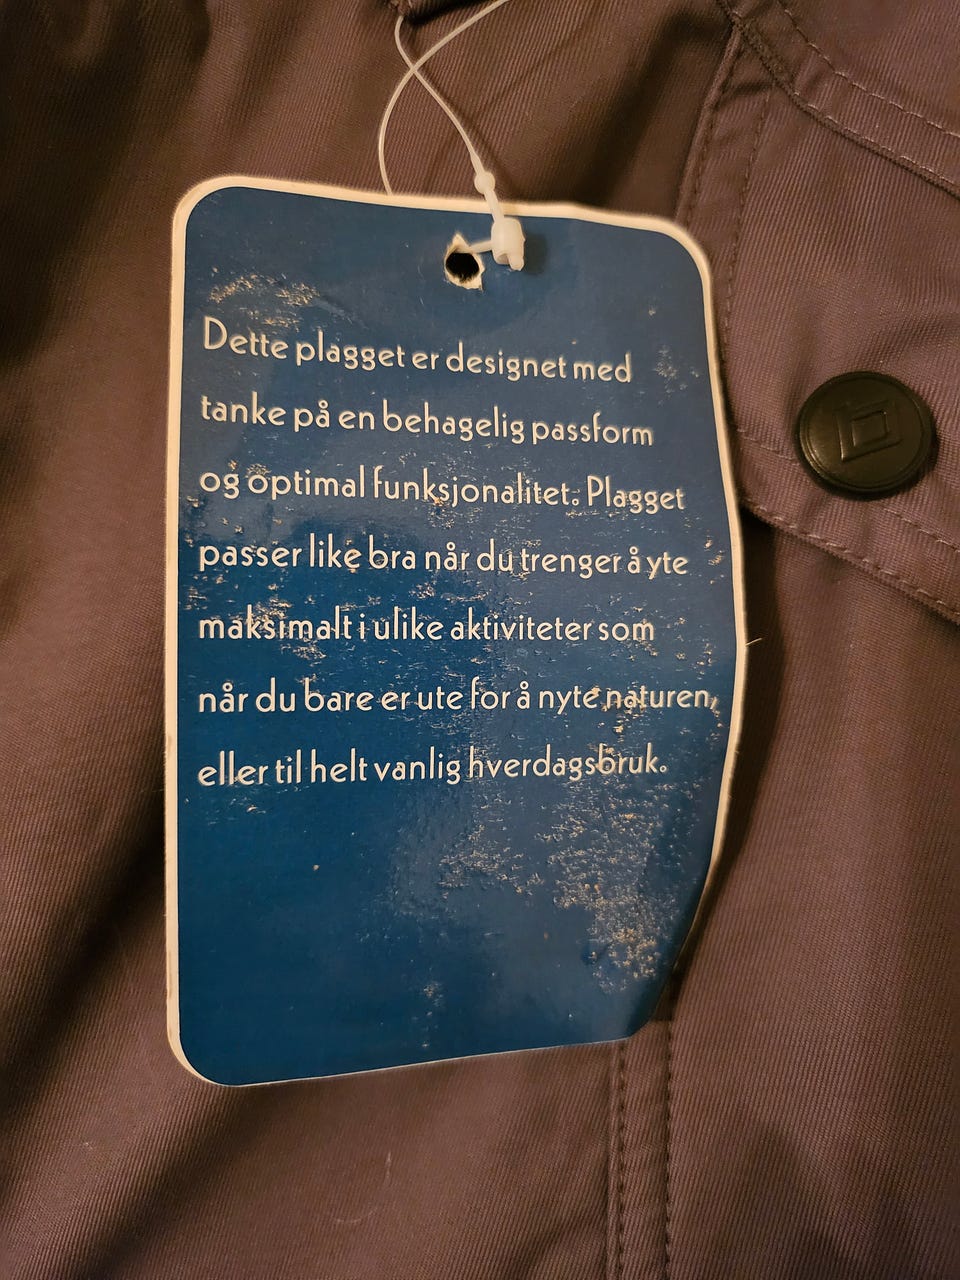 Dette plagget er designet med
tanke på en behagelig passform
og optimal funksjonalitet. Plagget
passer like bra når du trenger å yte
maksimalt i ulike aktiviteter som
når du bare er ute for å nyte naturen,
eller til helt vanlig hverdagsbruk.